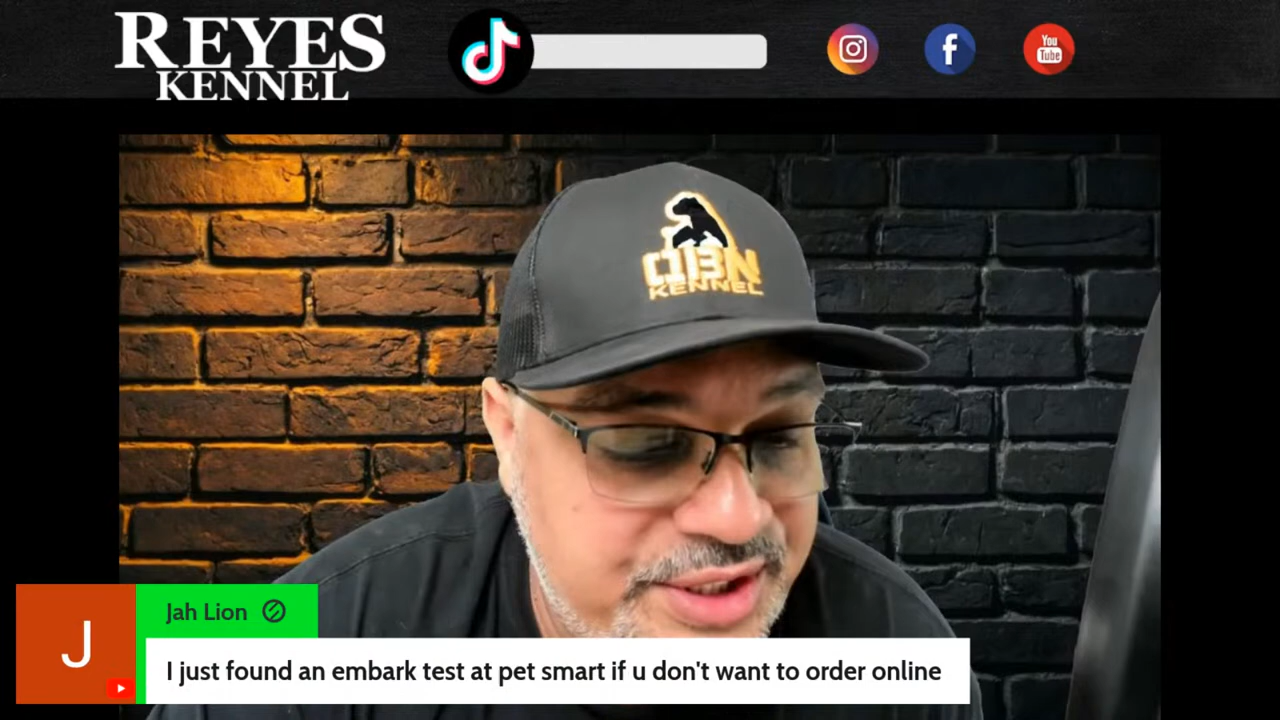 REYES
KENNEL
You
Tube
QBN
KENNEL
J
Jah Lion
I just found an embark test at pet smart if u don't want to order online